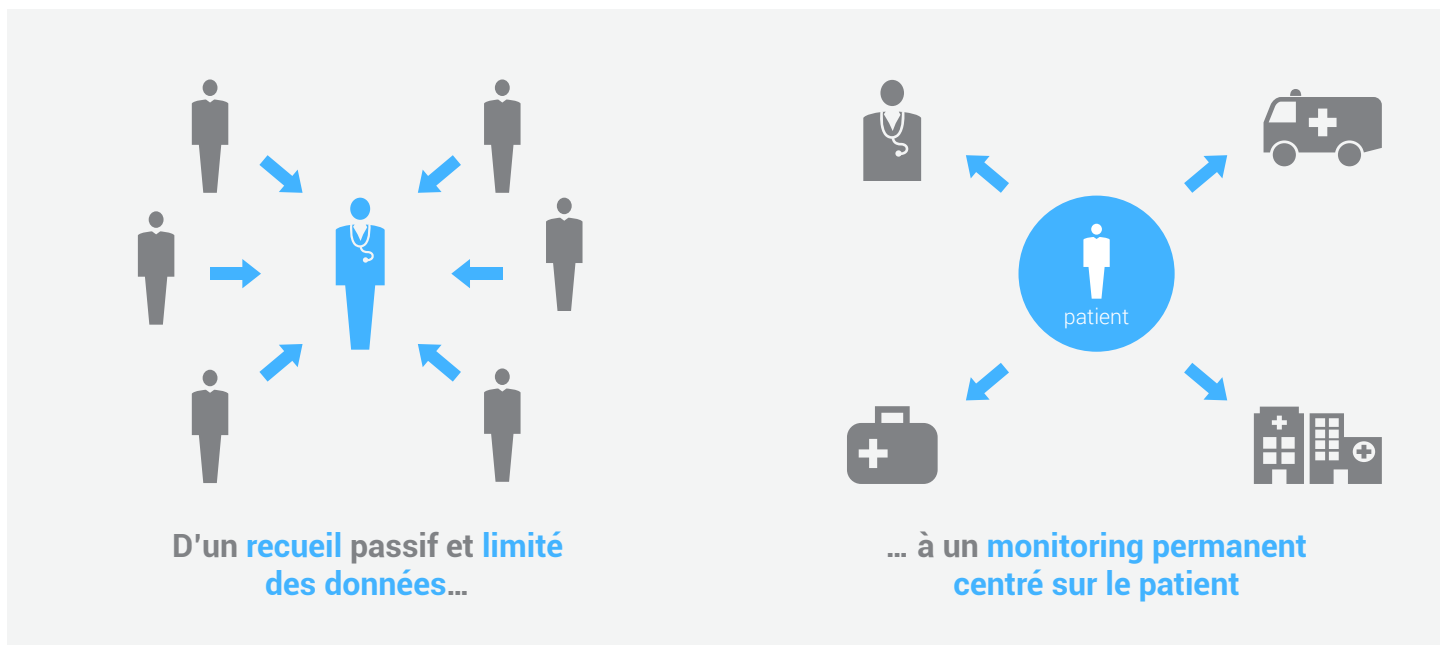 patient
D'un recueil passif et limité
des données...
... à un monitoring permanent
centré sur le patient